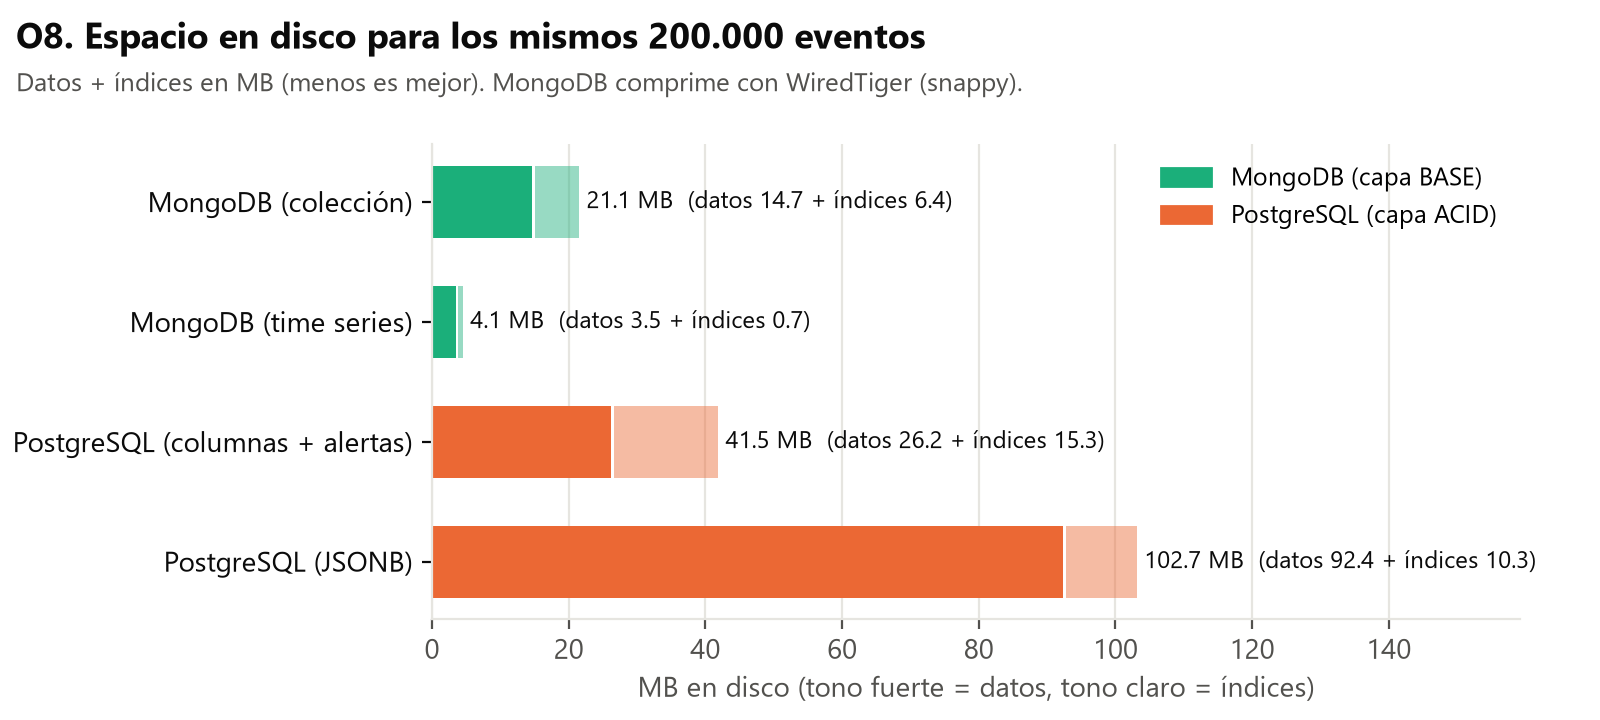 O8. Espacio en disco para los mismos 200.000 eventos
Datos + índices en MB (menos es mejor). MongoDB comprime con WiredTiger (snappy).
MongoDB (capa BASE)
PostgreSQL (capa ACID)
MongoDB (colección)
21.1 MB (datos 14.7 + índices 6.4)
MongoDB (time series)
4.1 MB (datos 3.5 + índices 0.7)
PostgreSQL (columnas + alertas)
41.5 MB (datos 26.2 + índices 15.3)
PostgreSQL (JSONB)
102.7 MB (datos 92.4 + índices 10.3)
0 20 40 60 80 100 120 140
MB en disco (tono fuerte = datos, tono claro = índices)